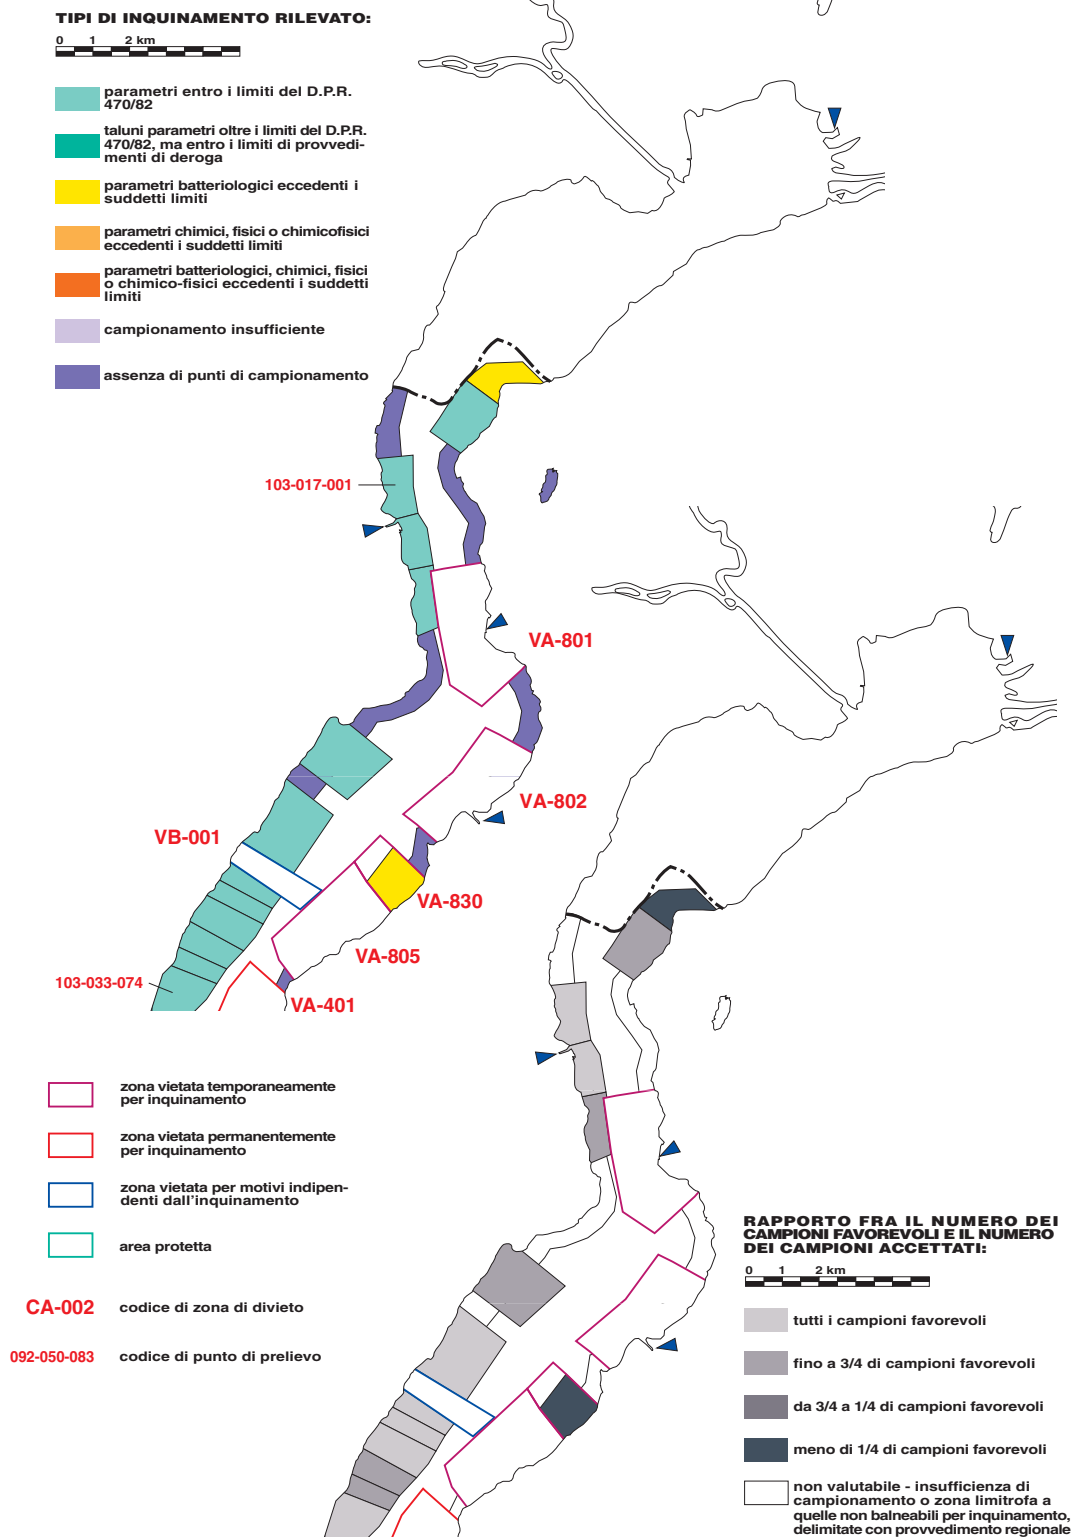 TIPI DI INQUINAMENTO RILEVATO:
0 1 2 km
parametri entro i limiti del D.P.R.
470/82
taluni parametri oltre i limiti del D.P.R.
470/82, ma entro i limiti di provvedi-
menti di deroga
parametri batteriologici eccedenti i
suddetti limiti
parametri chimici, fisici o chimicofisici
eccedenti i suddetti limiti
parametri batteriologici, chimici, fisici
o chimico-fisici eccedenti i suddetti
limiti
campionamento insufficiente
assenza di punti di campionamento
103-017-001
VA-801
VA-802
VB-001
VA-830
VA-805
103-033-074
VA-401
zona vietata temporaneamente
per inquinamento
zona vietata permanentemente
per inquinamento
zona vietata per motivi indipen-
denti dall'inquinamento
area protetta
CA-002 codice di zona di divieto
092-050-083 codice di punto di prelievo
RAPPORTO FRA IL NUMERO DEI
CAMPIONI FAVOREVOLI E IL NUMERO
DEI CAMPIONI ACCETTATI:
0 1 2 km
tutti i campioni favorevoli
fino a 3/4 di campioni favorevoli
da 3/4 a 1/4 di campioni favorevoli
meno di 1/4 di campioni favorevoli
non valutabile - insufficienza di
campionamento o zona limitrofa a
quelle non balneabili per inquinamento,
delimitate con provvedimento regionale